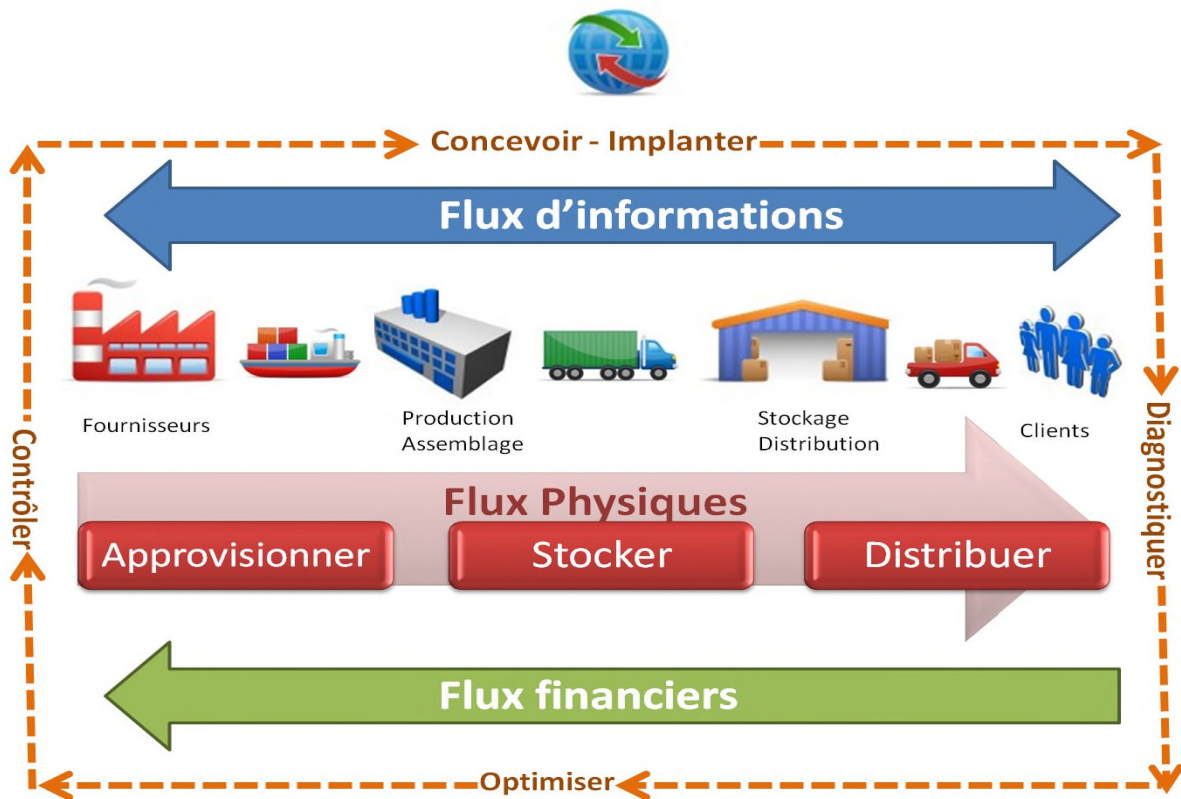 Concevoir - Implanter
Flux d’informations
Fournisseurs
Production
Assemblage
Stockage
Distribution
Clients
Flux Physiques
Approvisionner
Stocker
Distribuer
Flux financiers
Diagnostiquer
Optimiser
Contrôler